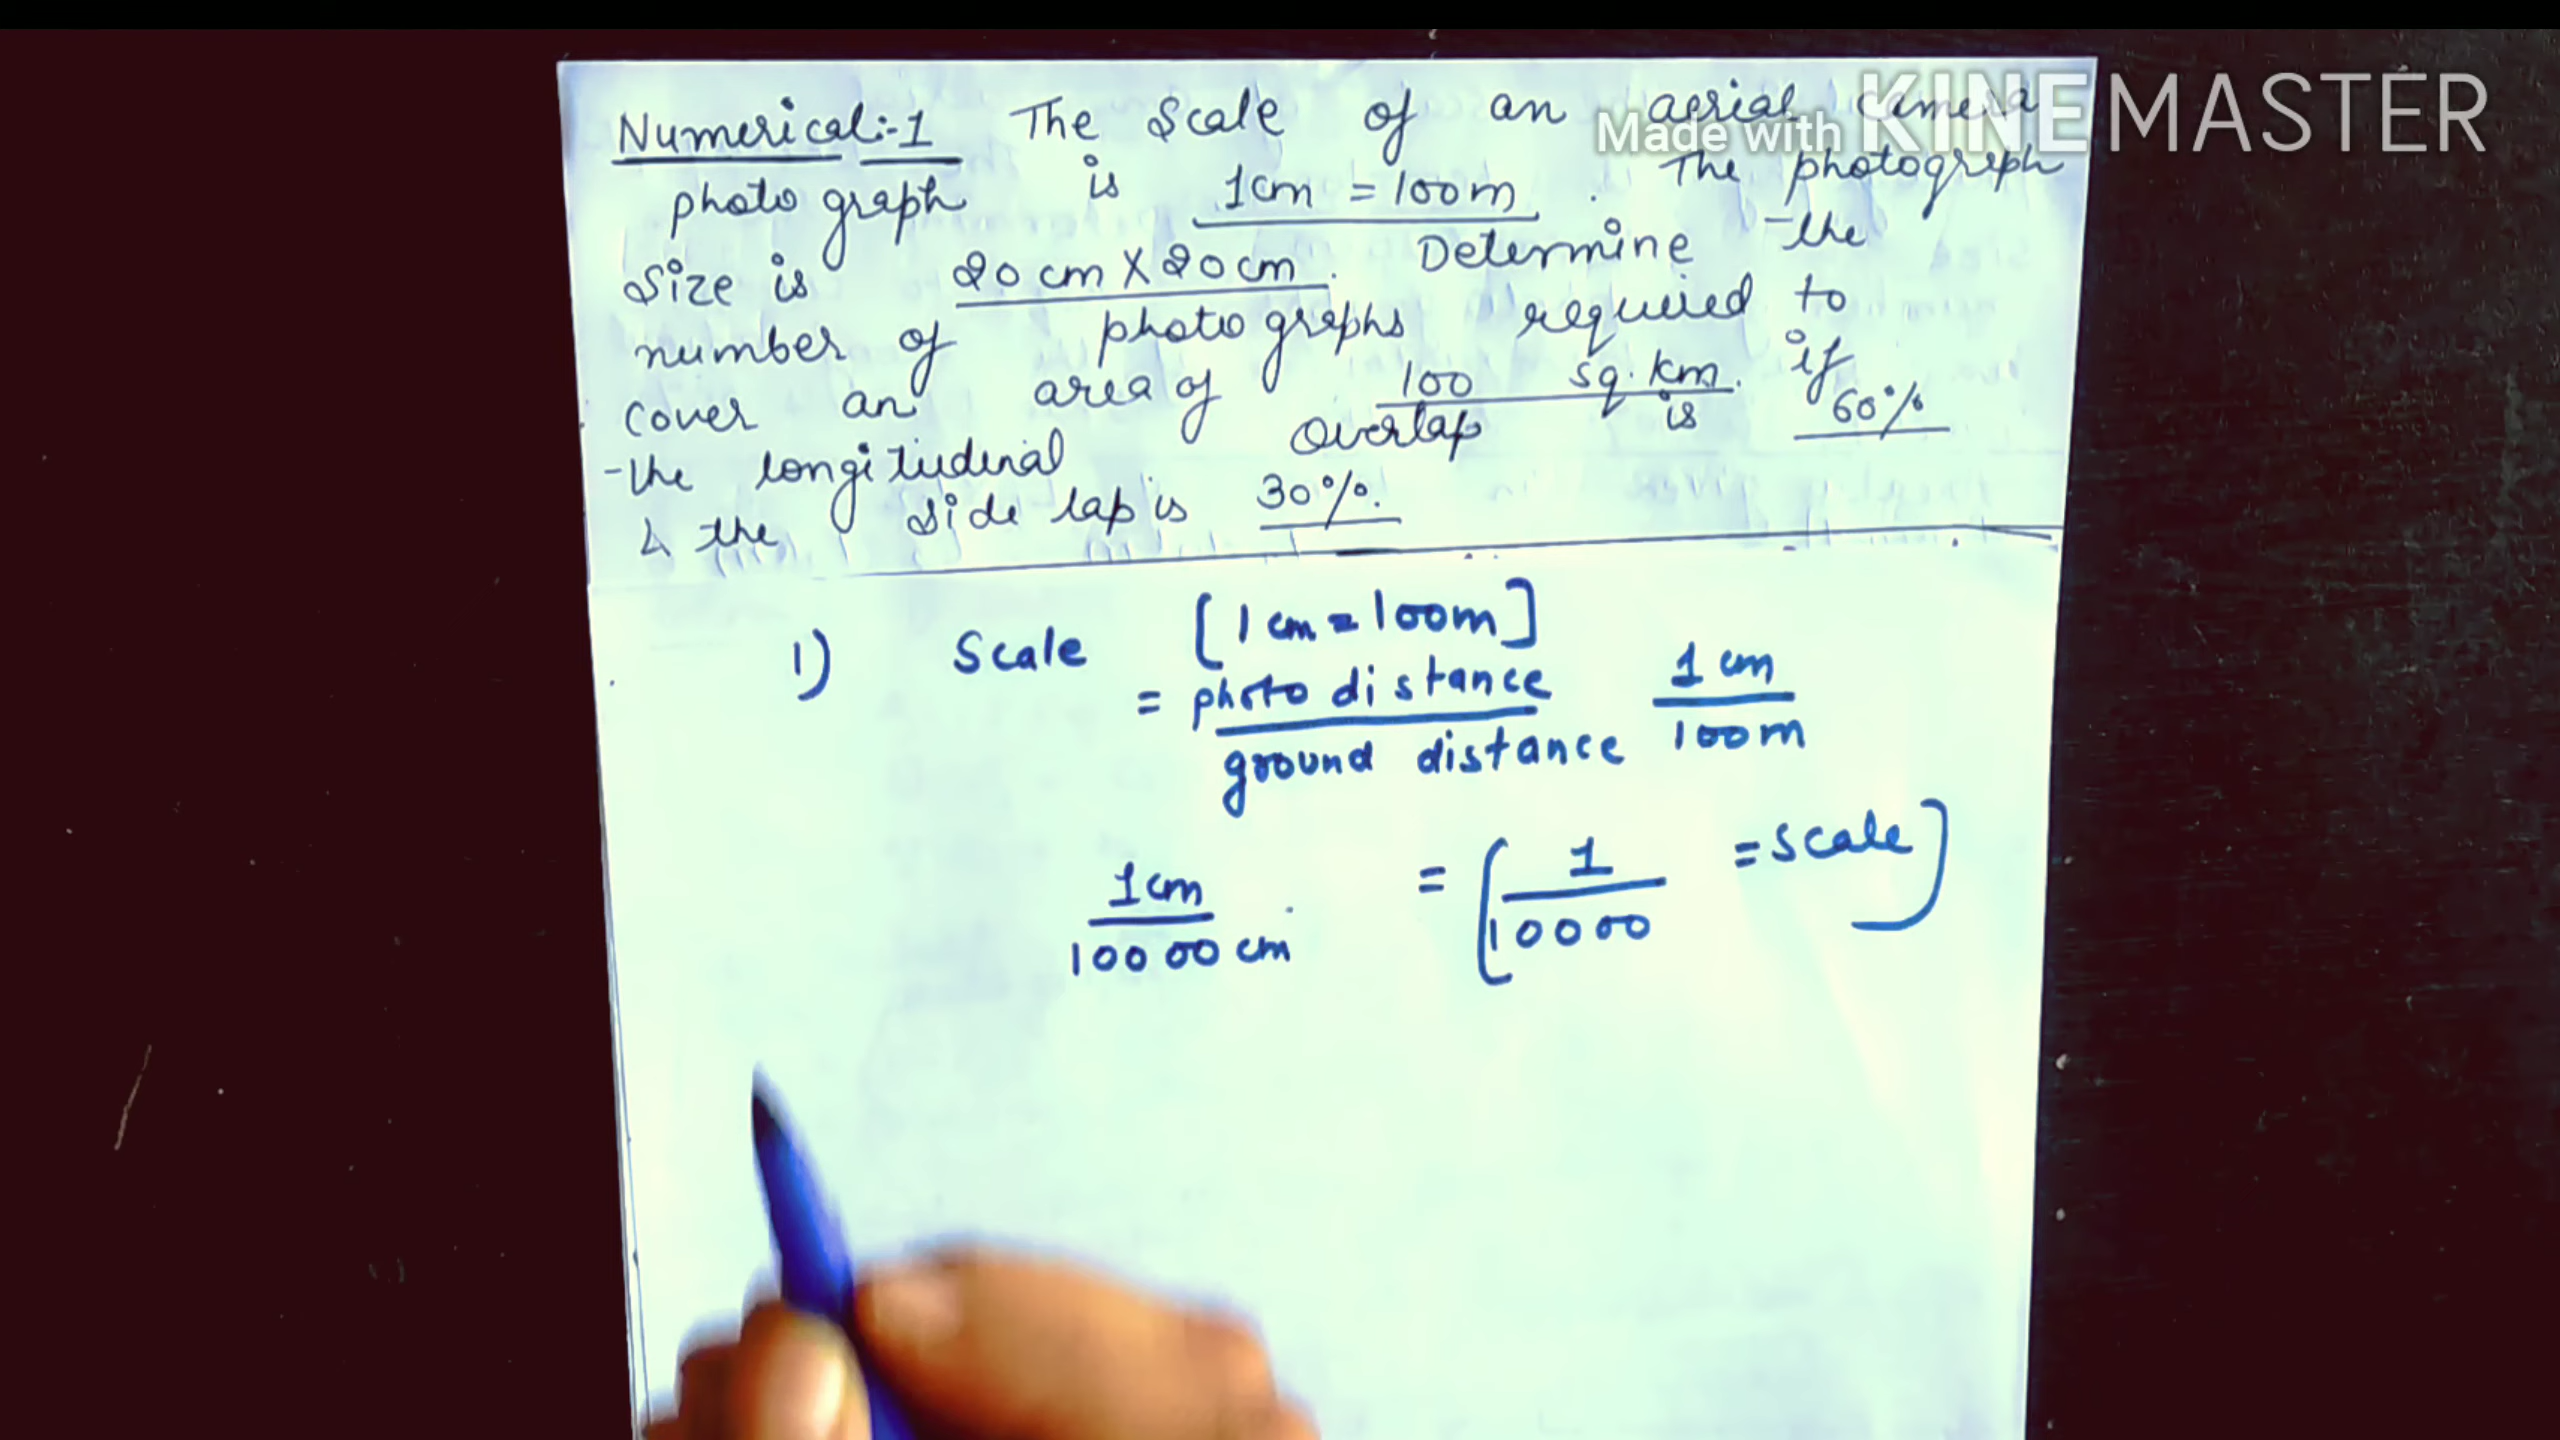 Made with KINEMASTER
Numerical:-1 The Scale of an aerial camera
photograph is 1cm = 100m. The photograph
size is 20 cm X 20 cm. Determine the
number of photographs required to
cover an area of 100 sq. km. if
the longitudinal overlap is 60%
& the side lap is 30%.
1) Scale [1 cm = 100m]
= photo distance 1 cm
ground distance 100m
1cm = [ 1 = Scale ]
10000 cm 10000